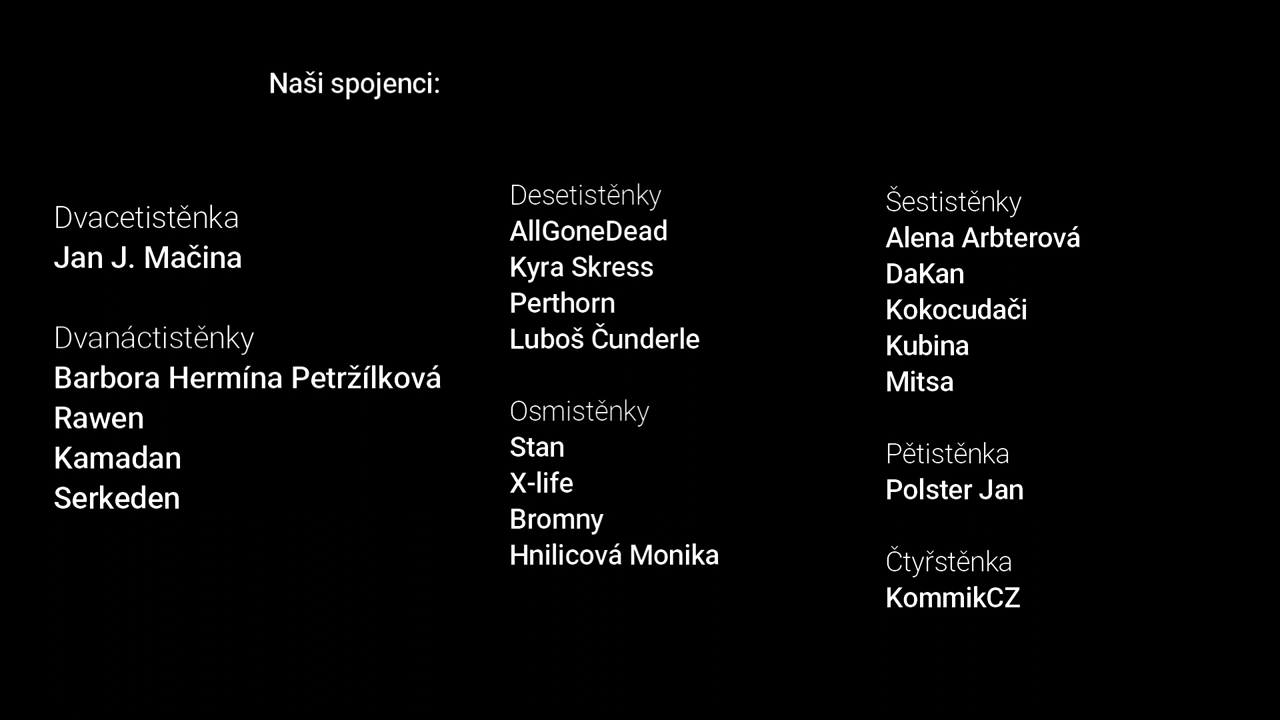 Naši spojenci:
Dvacetistěnka
Jan J. Mačina
Dvanáctistěnky
Barbora Hermína Petržílková
Rawen
Kamadan
Serkeden
Desetistěnky
AllGoneDead
Kyra Skress
Perthorn
Luboš Čunderle
Osmistěnky
Stan
X-life
Bromny
Hnilicová Monika
Šestistěnky
Alena Arbterová
DaKan
Kokocudači
Kubina
Mitsa
Pětistěnka
Polster Jan
Čtyřstěnka
KommikCZ